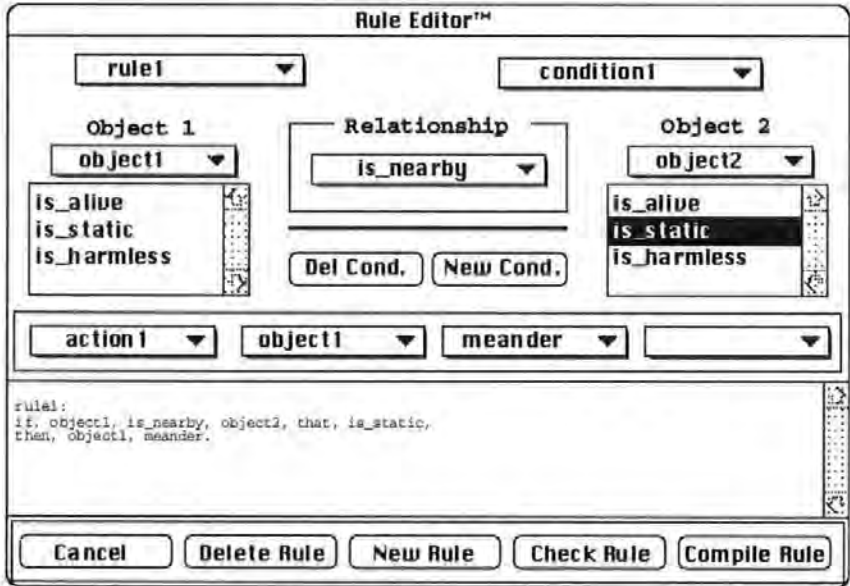 Rule Editor™
rule1
condition1
Object 1
Relationship
Object 2
object1
is_nearby
object2
is_alive
is_static
is_harmless
is_alive
is_static
is_harmless
Del Cond.
New Cond.
action1
object1
meander
rule1:
if, object1, is_nearby, object2, that, is_static,
then, object1, meander.
Cancel
Delete Rule
New Rule
Check Rule
Compile Rule